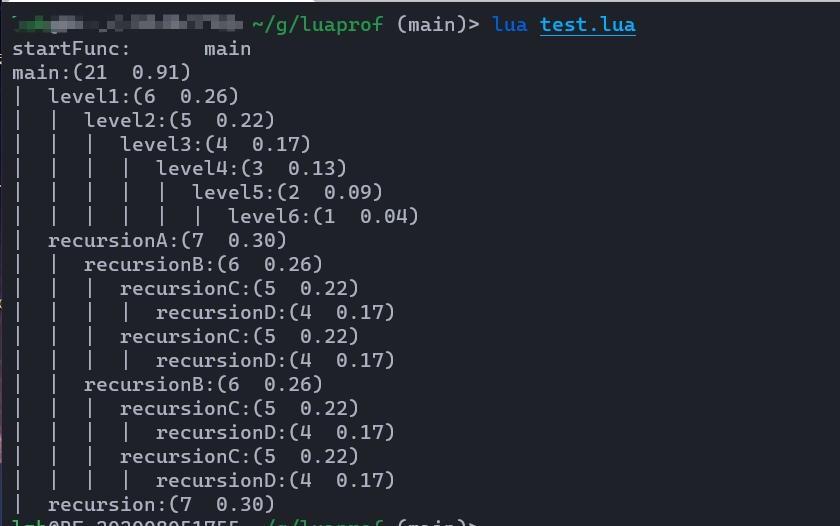 ~/g/luaprof (main)> lua test.lua
startFunc:      main
main:(21  0.91)
|  level1:(6  0.26)
|  |  level2:(5  0.22)
|  |  |  level3:(4  0.17)
|  |  |  |  level4:(3  0.13)
|  |  |  |  |  level5:(2  0.09)
|  |  |  |  |  |  level6:(1  0.04)
|  recursionA:(7  0.30)
|  |  recursionB:(6  0.26)
|  |  |  recursionC:(5  0.22)
|  |  |  |  recursionD:(4  0.17)
|  |  |  recursionC:(5  0.22)
|  |  |  |  recursionD:(4  0.17)
|  |  recursionB:(6  0.26)
|  |  |  recursionC:(5  0.22)
|  |  |  |  recursionD:(4  0.17)
|  |  |  recursionC:(5  0.22)
|  |  |  |  recursionD:(4  0.17)
|  recursion:(7  0.30)
~/g/luaprof (main)>